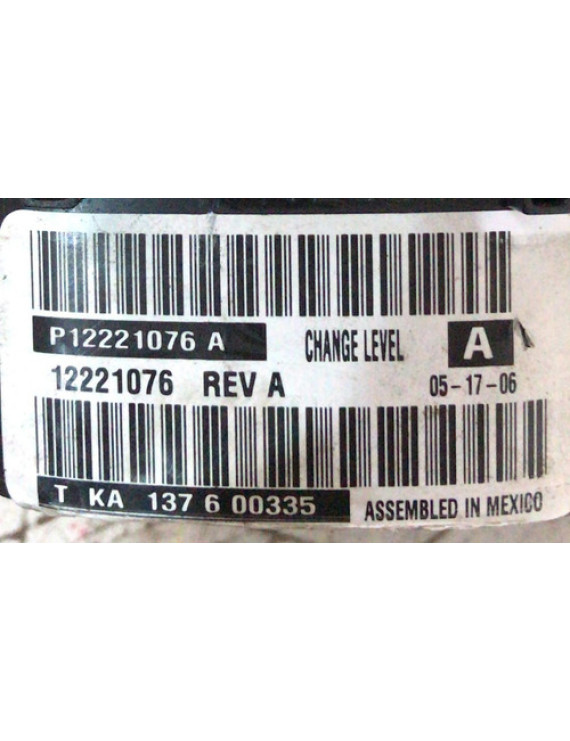 P12221076 A CHANGE LEVEL A
12221076 REV A 05-17-06
T KA 137 6 00335 ASSEMBLED IN MEXICO